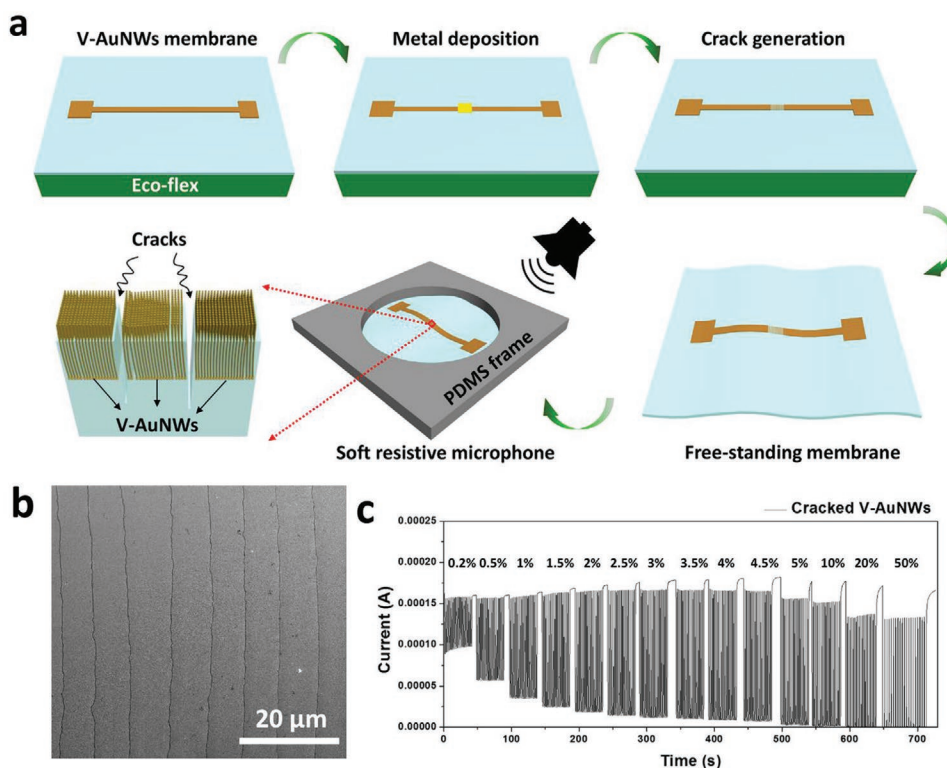 a
V-AuNWs membrane
Metal deposition
Crack generation
Eco-flex
Cracks
V-AuNWs
PDMS frame
Soft resistive microphone
Free-standing membrane
b
20 μm
c
Cracked V-AuNWs
0.2% 0.5% 1% 1.5% 2% 2.5% 3% 3.5% 4% 4.5% 5% 10% 20% 50%
Current (A)
0.00025
0.00020
0.00015
0.00010
0.00005
0.00000
0 100 200 300 400 500 600 700
Time (s)